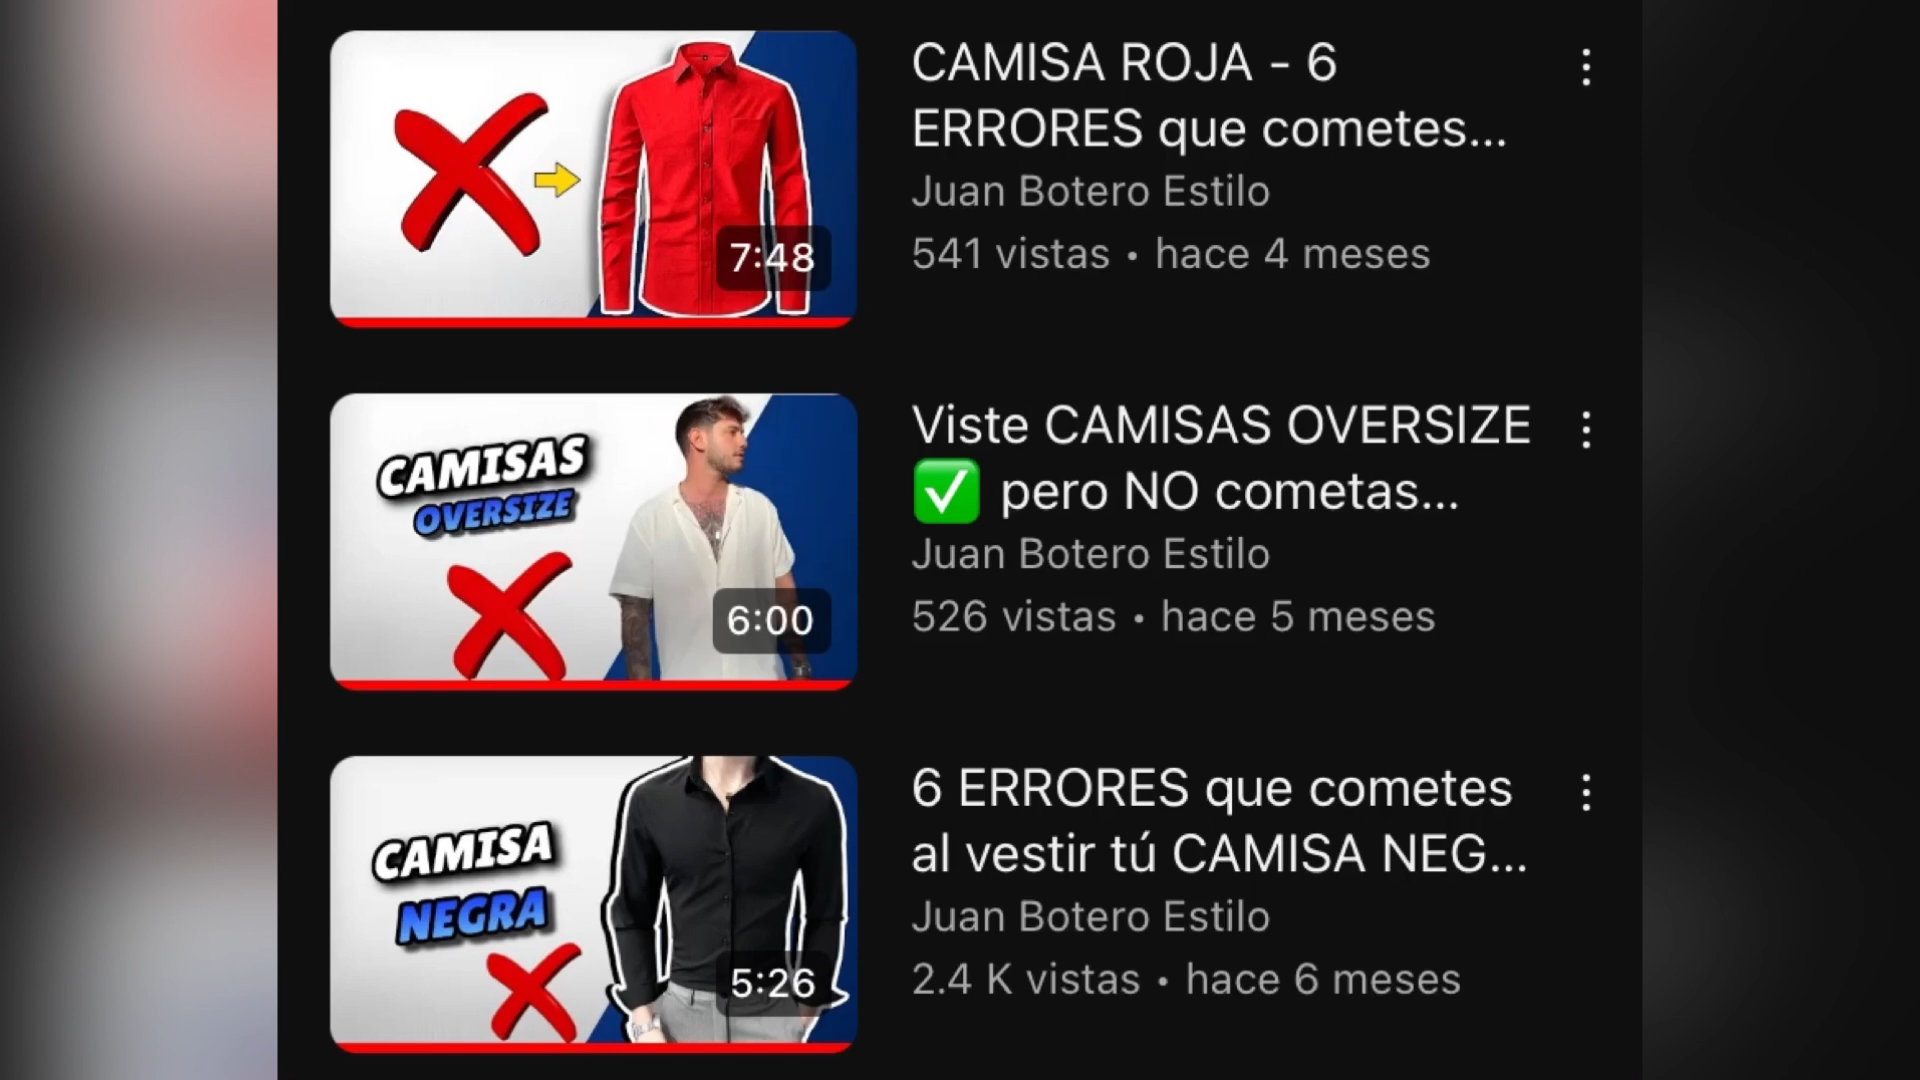 CAMISA ROJA - 6
ERRORES que cometes...
Juan Botero Estilo
541 vistas • hace 4 meses
7:48
CAMISAS
OVERSIZE
6:00
Viste CAMISAS OVERSIZE
✅ pero NO cometas...
Juan Botero Estilo
526 vistas • hace 5 meses
CAMISA
NEGRA
5:26
6 ERRORES que cometes
al vestir tú CAMISA NEG...
Juan Botero Estilo
2.4 K vistas • hace 6 meses